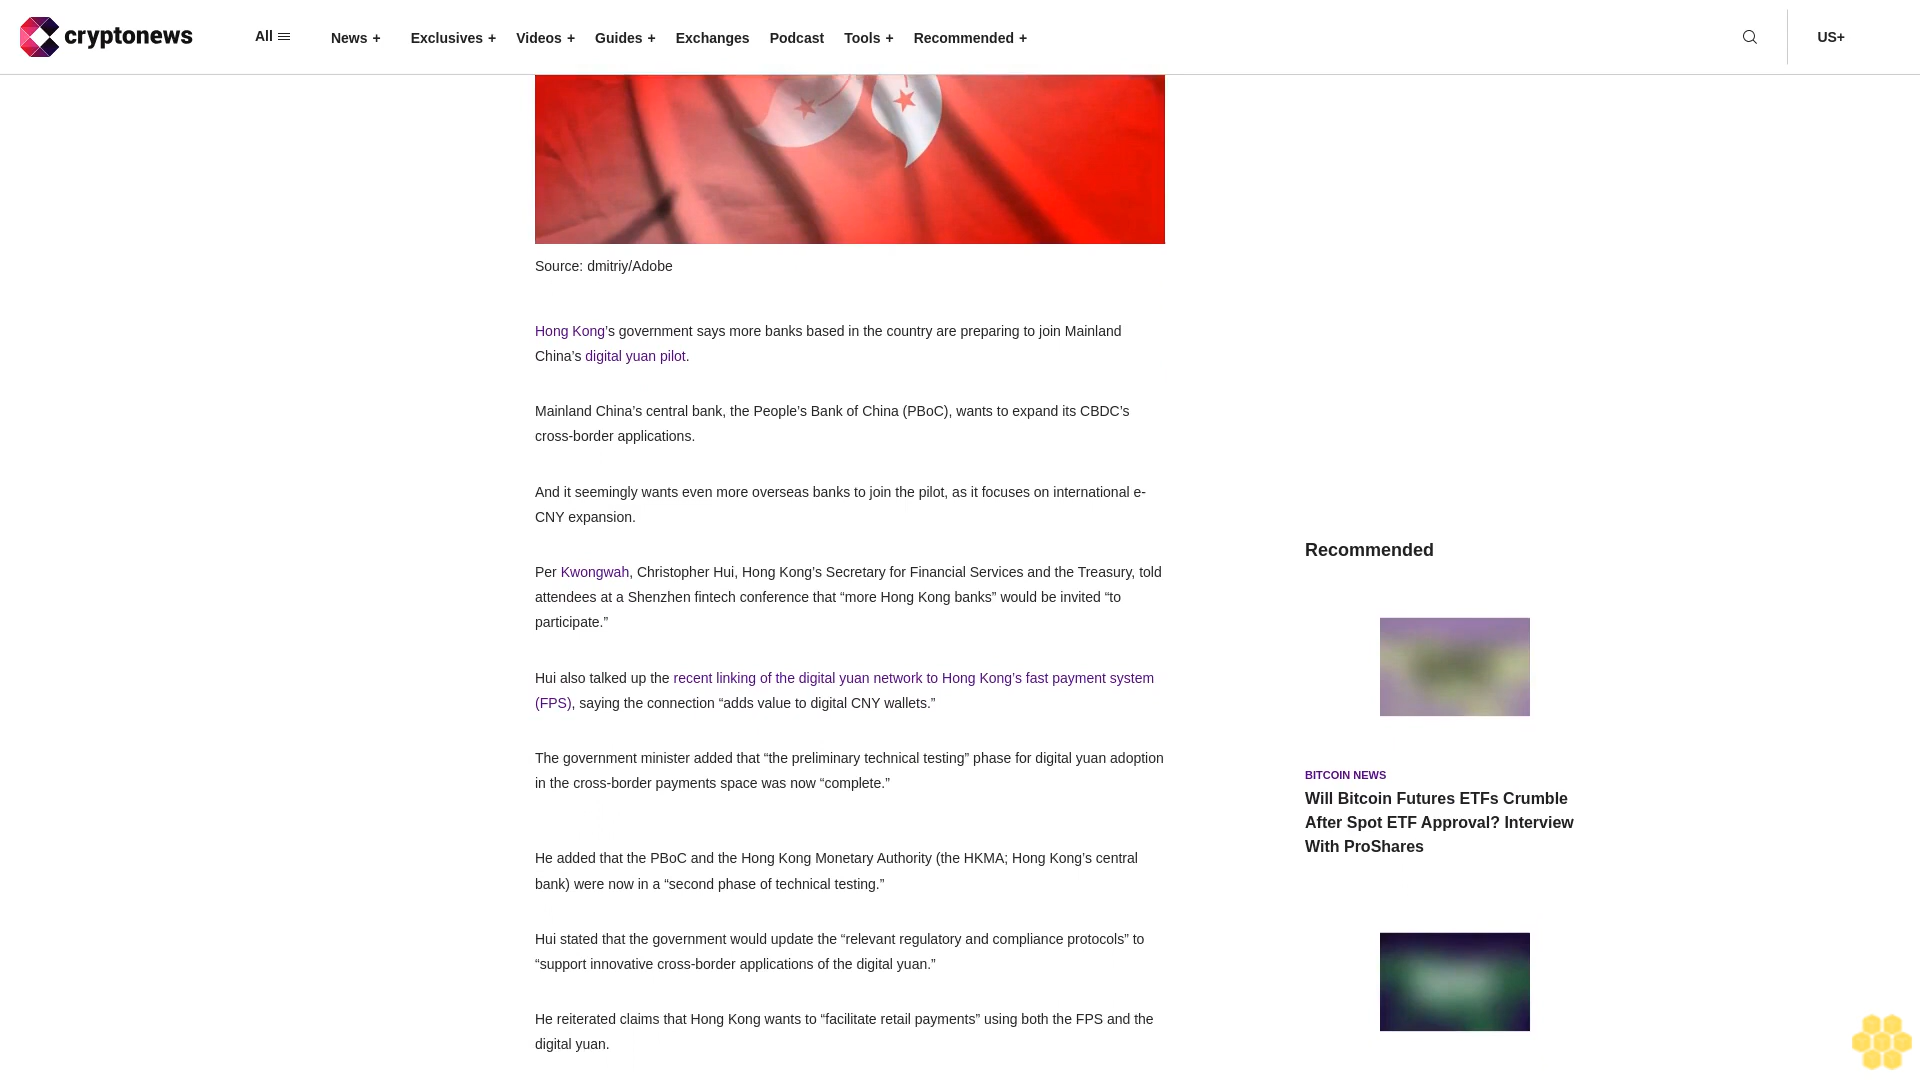 cryptonews
All
News +
Exclusives +
Videos +
Guides +
Exchanges
Podcast
Tools +
Recommended +
US+
Source: dmitriy/Adobe
Hong Kong’s government says more banks based in the country are preparing to join Mainland
China’s digital yuan pilot.
Mainland China’s central bank, the People’s Bank of China (PBoC), wants to expand its CBDC’s
cross-border applications.
And it seemingly wants even more overseas banks to join the pilot, as it focuses on international e-
CNY expansion.
Per Kwongwah, Christopher Hui, Hong Kong’s Secretary for Financial Services and the Treasury, told
attendees at a Shenzhen fintech conference that “more Hong Kong banks” would be invited “to
participate.”
Hui also talked up the recent linking of the digital yuan network to Hong Kong’s fast payment system
(FPS), saying the connection “adds value to digital CNY wallets.”
The government minister added that “the preliminary technical testing” phase for digital yuan adoption
in the cross-border payments space was now “complete.”
He added that the PBoC and the Hong Kong Monetary Authority (the HKMA; Hong Kong’s central
bank) were now in a “second phase of technical testing.”
Hui stated that the government would update the “relevant regulatory and compliance protocols” to
“support innovative cross-border applications of the digital yuan.”
He reiterated claims that Hong Kong wants to “facilitate retail payments” using both the FPS and the
digital yuan.
Recommended
BITCOIN NEWS
Will Bitcoin Futures ETFs Crumble
After Spot ETF Approval? Interview
With ProShares